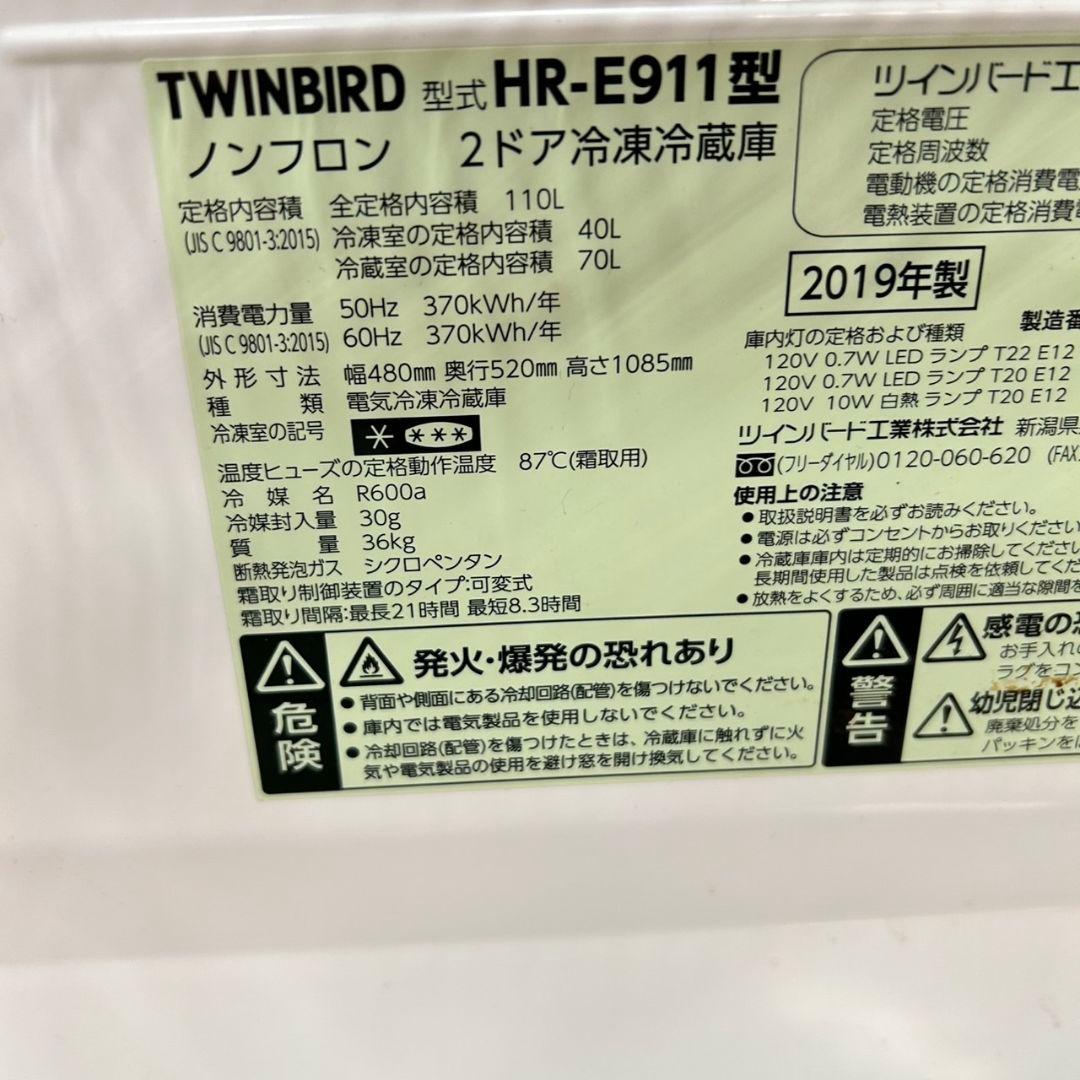 TWINBIRD 型式 HR-E911型
ノンフロン 2ドア冷凍冷蔵庫
定格内容積 全定格内容積 110L
(JIS C 9801-3:2015) 冷凍室の定格内容積 40L
冷蔵室の定格内容積 70L
消費電力量 50Hz 370kWh/年
(JIS C 9801-3:2015) 60Hz 370kWh/年
外形寸法 幅480mm 奥行520mm 高さ1085mm
種類 電気冷凍冷蔵庫
冷凍室の記号
温度ヒューズの定格動作温度 87℃(霜取用)
冷媒名 R600a
冷媒封入量 30g
質量 36kg
断熱発泡ガス シクロペンタン
霜取り制御装置のタイプ:可変式
霜取り間隔:最長21時間 最短8.3時間
ツインバード工
定格電圧
定格周波数
電動機の定格消費電
電熱装置の定格消費電
2019年製
製造番
庫内灯の定格および種類
120V 0.7W LED ランプ T22 E12
120V 0.7W LED ランプ T20 E12
120V 10W 白熱 ランプ T20 E12
ツインバード工業株式会社 新潟県
(フリーダイヤル)0120-060-620 (FAX
使用上の注意
●取扱説明書を必ずお読みください。
●電源は必ずコンセントからお取りください
●冷蔵庫庫内は定期的にお掃除してください
長期間使用した製品は点検を依頼してくだ
●放熱をよくするため、必ず周囲に適当な隙間を
危険
発火・爆発の恐れあり
●背面や側面にある冷却回路(配管)を傷つけないでください。
●庫内では電気製品を使用しないでください。
●冷却回路(配管)を傷つけたときは、冷蔵庫に触れずに火
気や電気製品の使用を避け窓を開け換気してください。
警告
感電の恐
お手入れの
ラグをコン
幼児閉じ込
廃棄処分を
パッキンをは